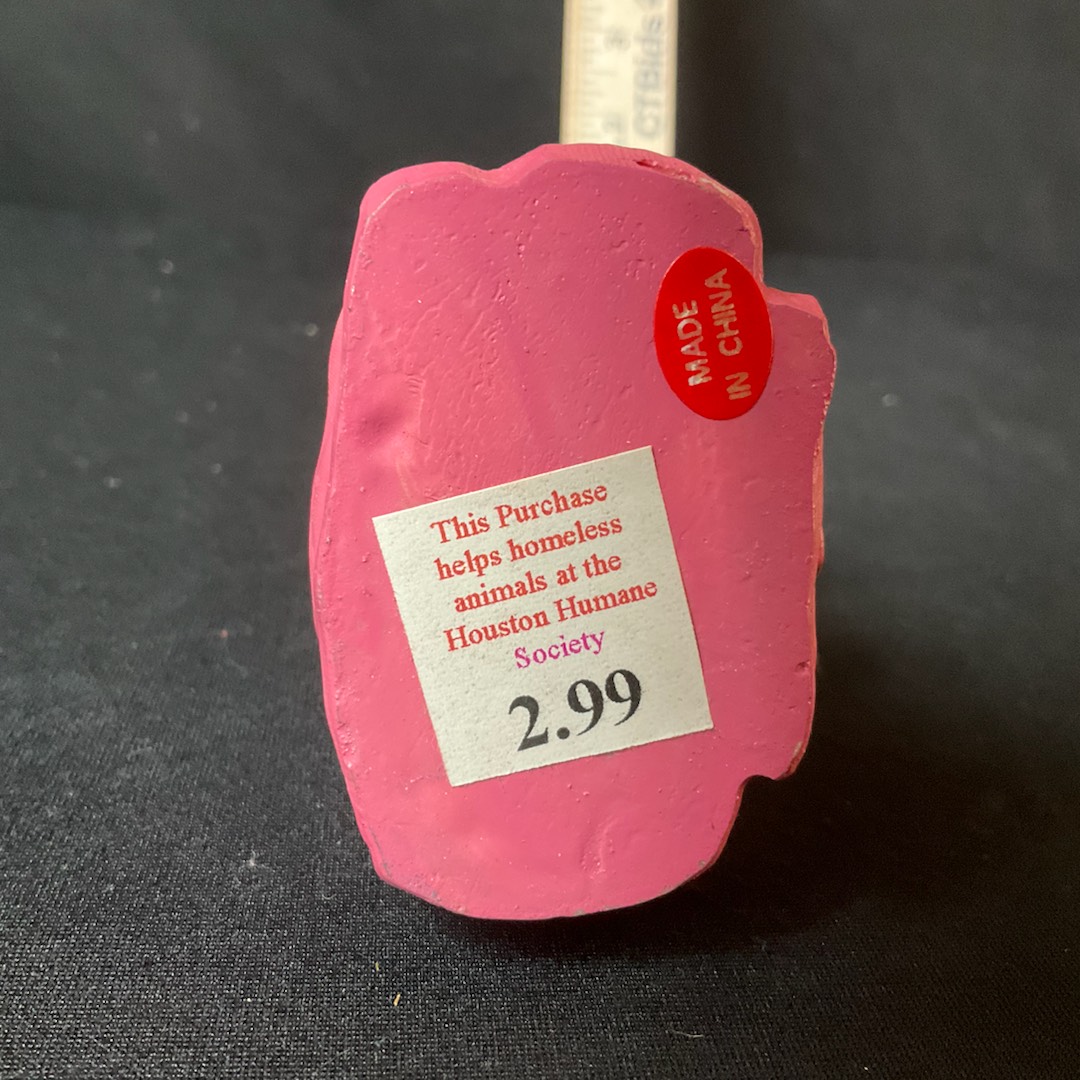 CTBids
MADE
IN CHINA
This Purchase
helps homeless
animals at the
Houston Humane
Society
2.99